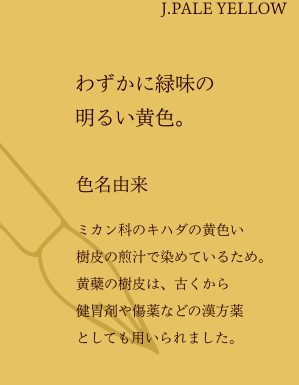 J.PALE YELLOW
わずかに緑味の
明るい黄色。
色名由来
ミカン科のキハダの黄色い
樹皮の煎汁で染めているため。
黄蘗の樹皮は、古くから
健胃剤や傷薬などの漢方薬
としても用いられました。